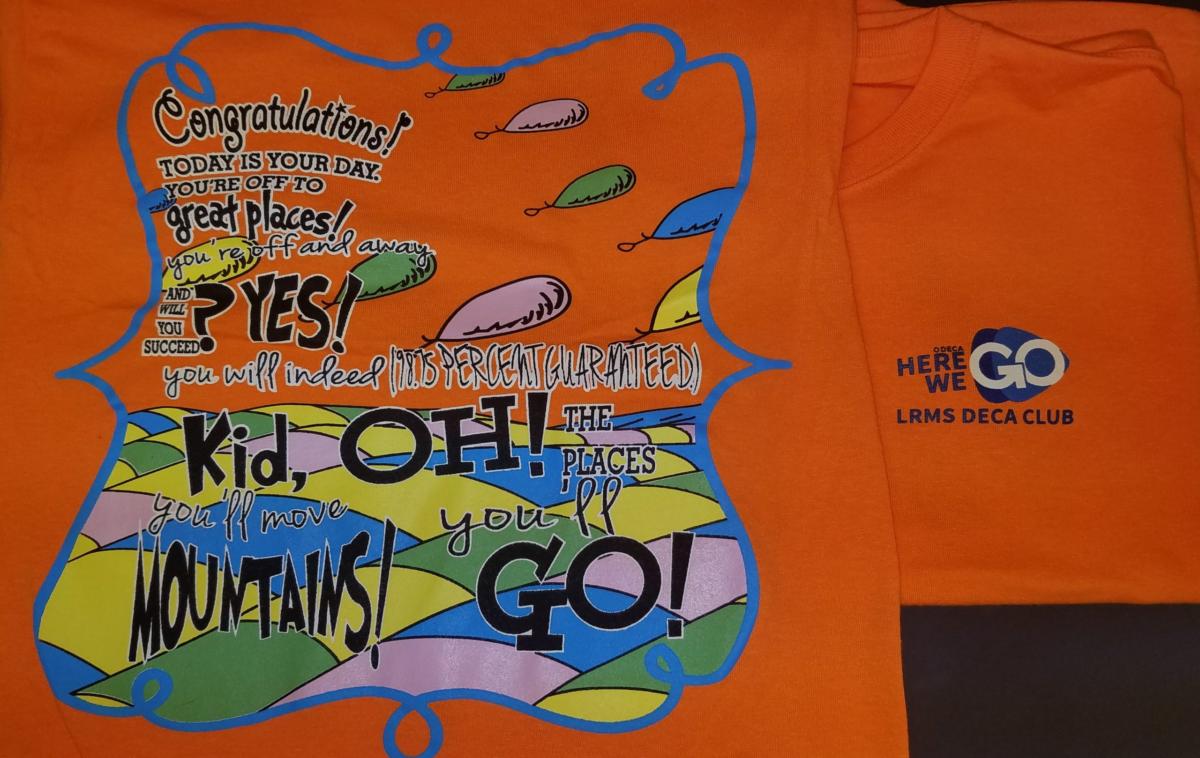 Congratulations!
TODAY IS YOUR DAY.
YOU'RE OFF TO
great places!
you're off and away
AND
WILL
YOU
SUCCEED
? YES!
you will indeed (98.75 PERCENT GUARANTEED)
Kid, OH! THE
PLACES
you'll move you'll
MOUNTAINS! GO!
DECA
HERE
WE GO
LRMS DECA CLUB